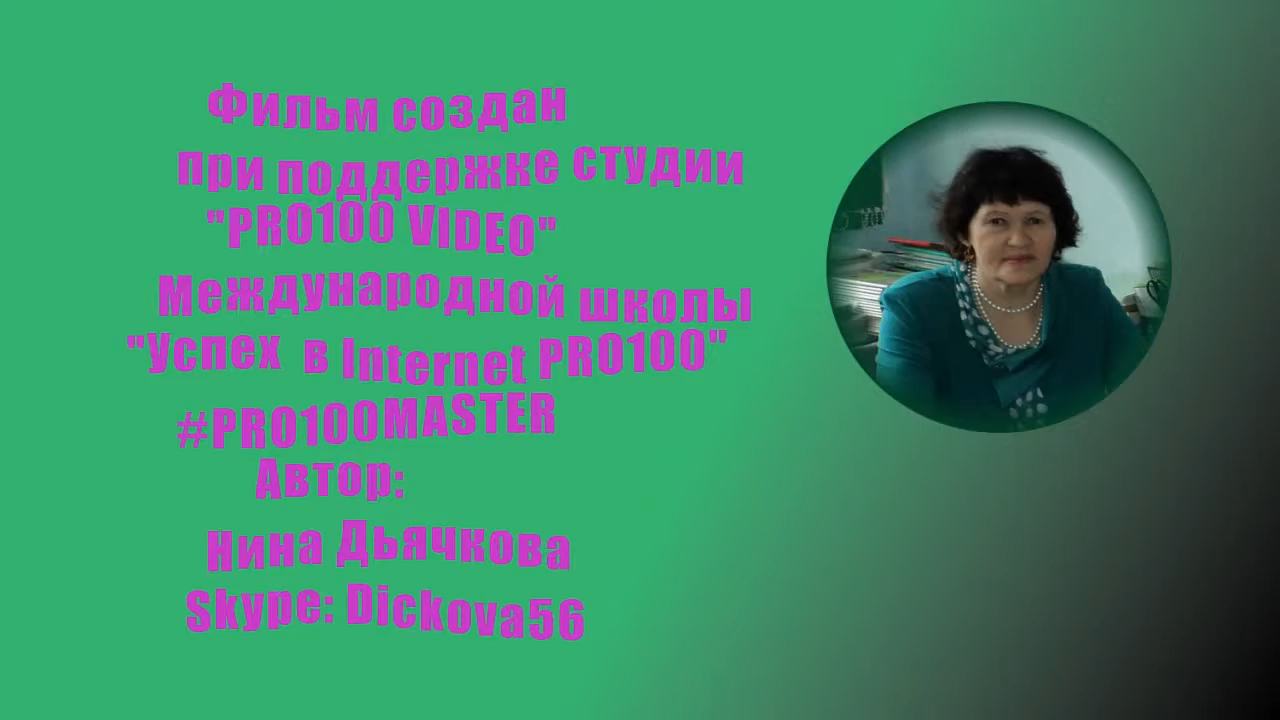 Фильм создан
при поддержке студии
"PRO100 VIDEO"
Международной школы
"Успех в Internet PRO100"
#PRO100MASTER
Автор:
Нина Дьячкова
Skype: Dickova56